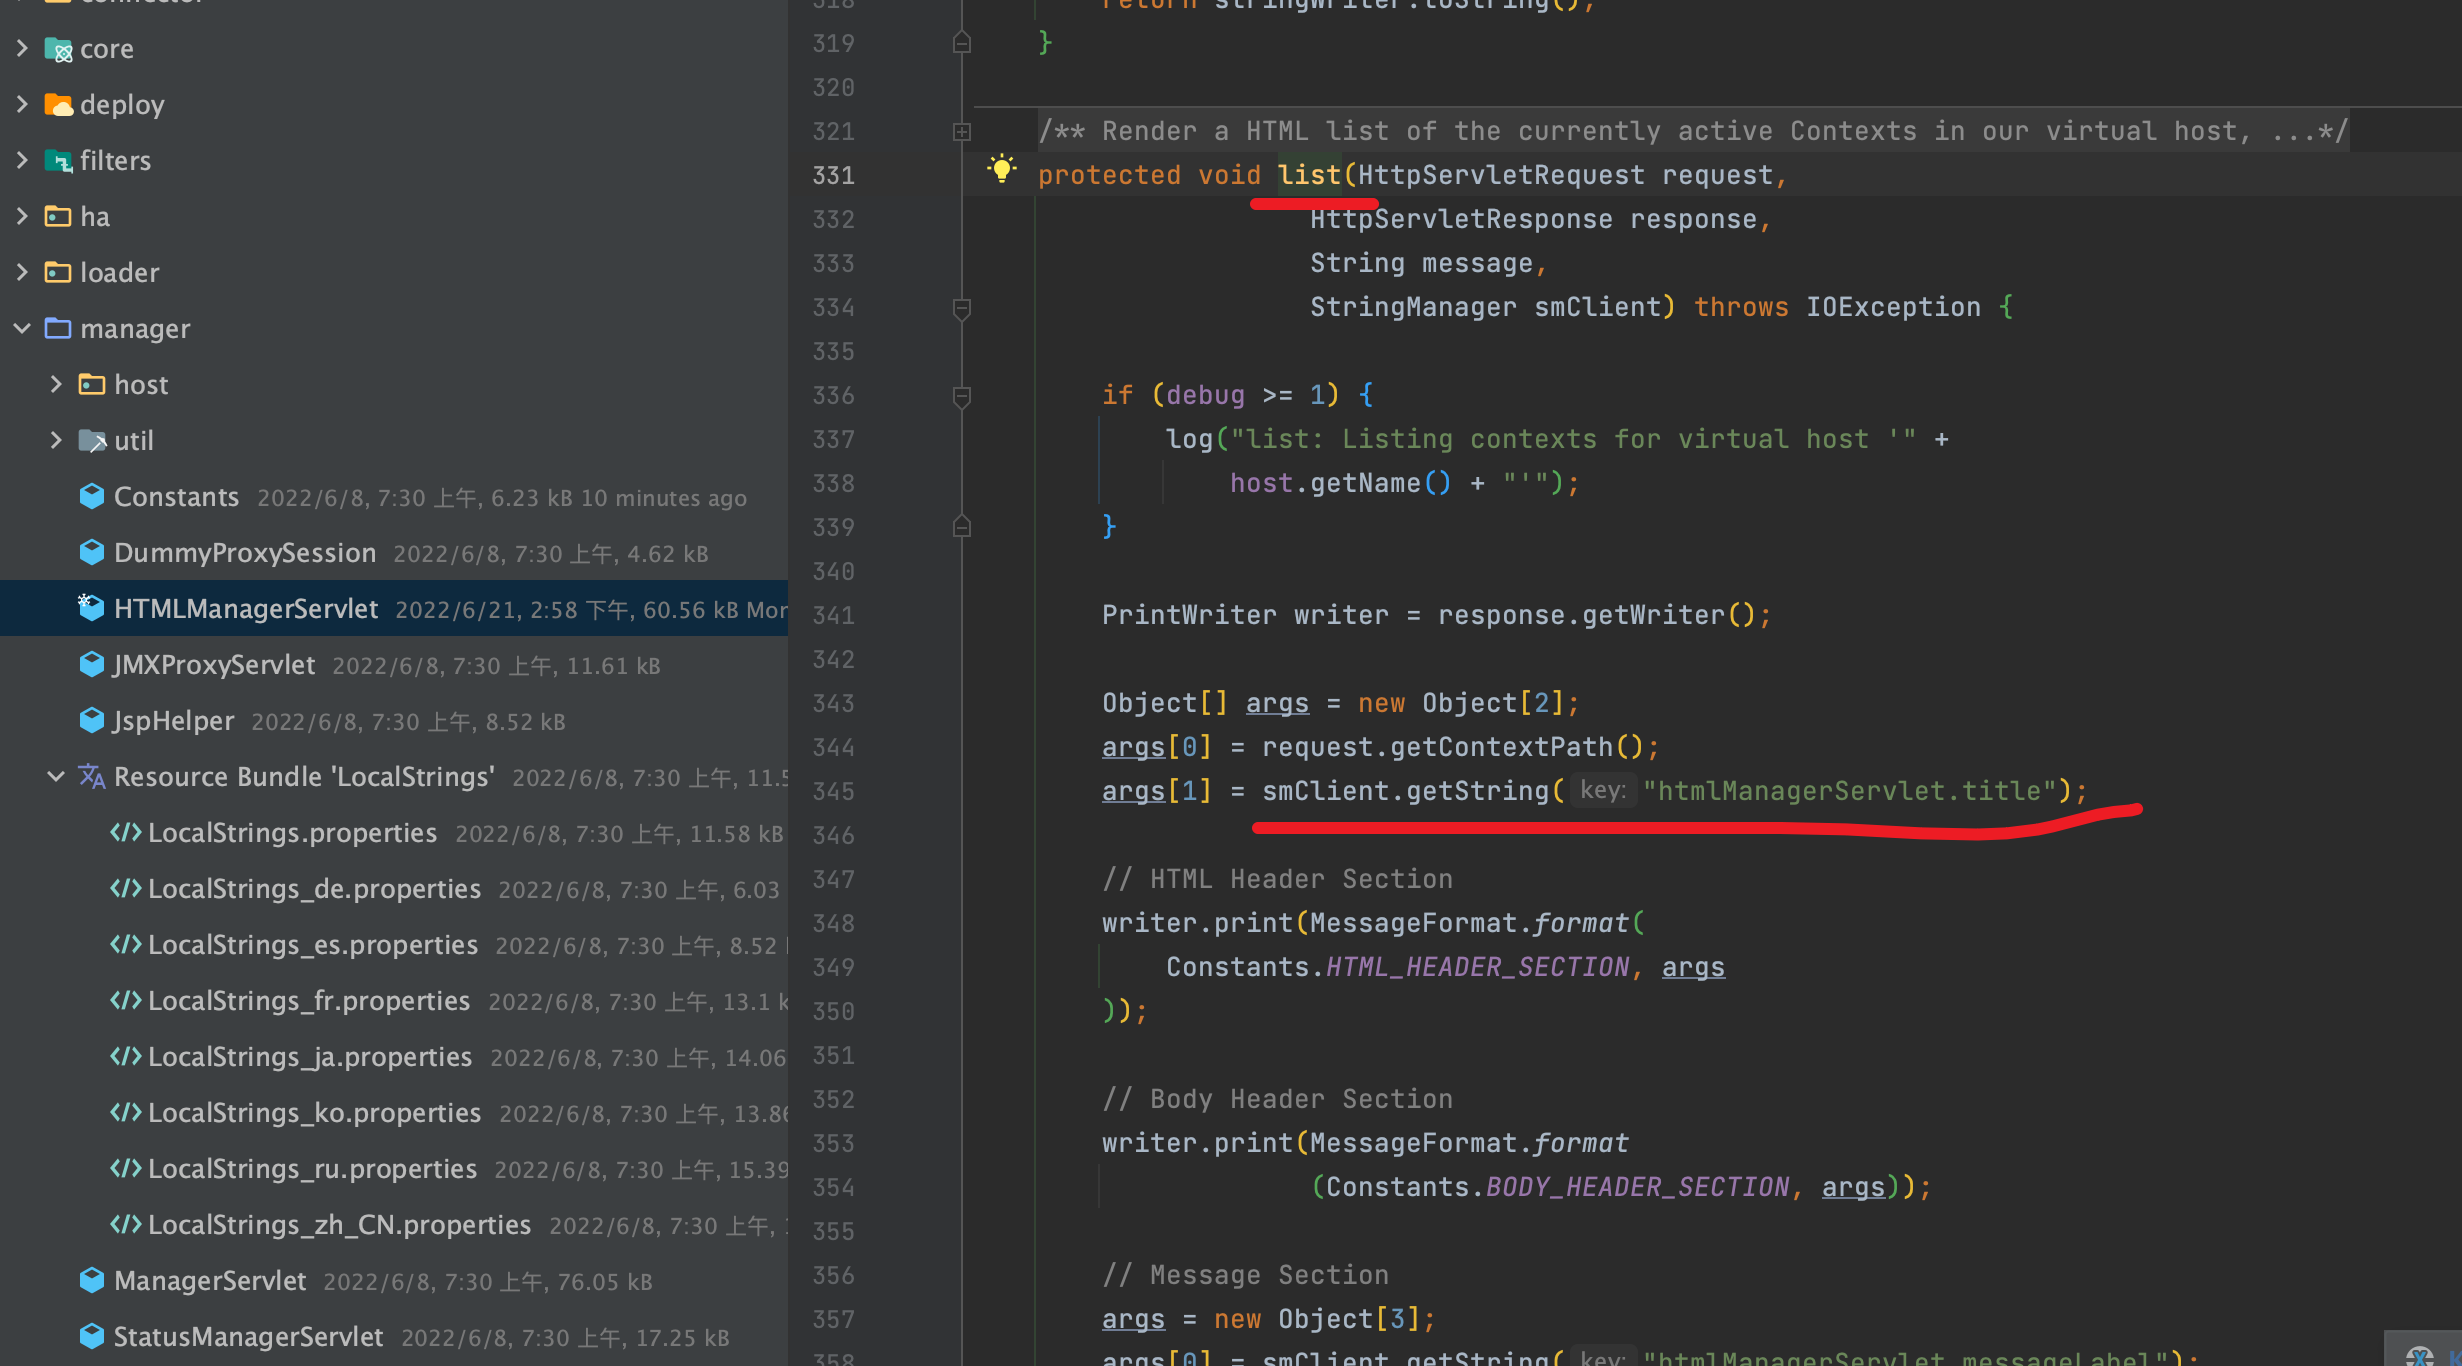 connector
core
deploy
filters
ha
loader
manager
host
util
Constants 2022/6/8, 7:30 上午, 6.23 kB 10 minutes ago
DummyProxySession 2022/6/8, 7:30 上午, 4.62 kB
HTMLManagerServlet 2022/6/21, 2:58 下午, 60.56 kB Mor
JMXProxyServlet 2022/6/8, 7:30 上午, 11.61 kB
JspHelper 2022/6/8, 7:30 上午, 8.52 kB
Resource Bundle 'LocalStrings' 2022/6/8, 7:30 上午, 11.5
LocalStrings.properties 2022/6/8, 7:30 上午, 11.58 kB
LocalStrings_de.properties 2022/6/8, 7:30 上午, 6.03
LocalStrings_es.properties 2022/6/8, 7:30 上午, 8.52
LocalStrings_fr.properties 2022/6/8, 7:30 上午, 13.1 k
LocalStrings_ja.properties 2022/6/8, 7:30 上午, 14.06
LocalStrings_ko.properties 2022/6/8, 7:30 上午, 13.86
LocalStrings_ru.properties 2022/6/8, 7:30 上午, 15.39
LocalStrings_zh_CN.properties 2022/6/8, 7:30 上午,
ManagerServlet 2022/6/8, 7:30 上午, 76.05 kB
StatusManagerServlet 2022/6/8, 7:30 上午, 17.25 kB
318 return stringWriter.toString();
319 }
320
321 /** Render a HTML list of the currently active Contexts in our virtual host, ...*/
331 protected void list(HttpServletRequest request,
332 HttpServletResponse response,
333 String message,
334 StringManager smClient) throws IOException {
335
336 if (debug >= 1) {
337 log("list: Listing contexts for virtual host '" +
338 host.getName() + "'");
339 }
340
341 PrintWriter writer = response.getWriter();
342
343 Object[] args = new Object[2];
344 args[0] = request.getContextPath();
345 args[1] = smClient.getString( key: "htmlManagerServlet.title");
346
347 // HTML Header Section
348 writer.print(MessageFormat.format(
349 Constants.HTML_HEADER_SECTION, args
350 ));
351
352 // Body Header Section
353 writer.print(MessageFormat.format
354 (Constants.BODY_HEADER_SECTION, args));
355
356 // Message Section
357 args = new Object[3];
358 args[0] = smClient.getString( key: "htmlManagerServlet.messageLabel");